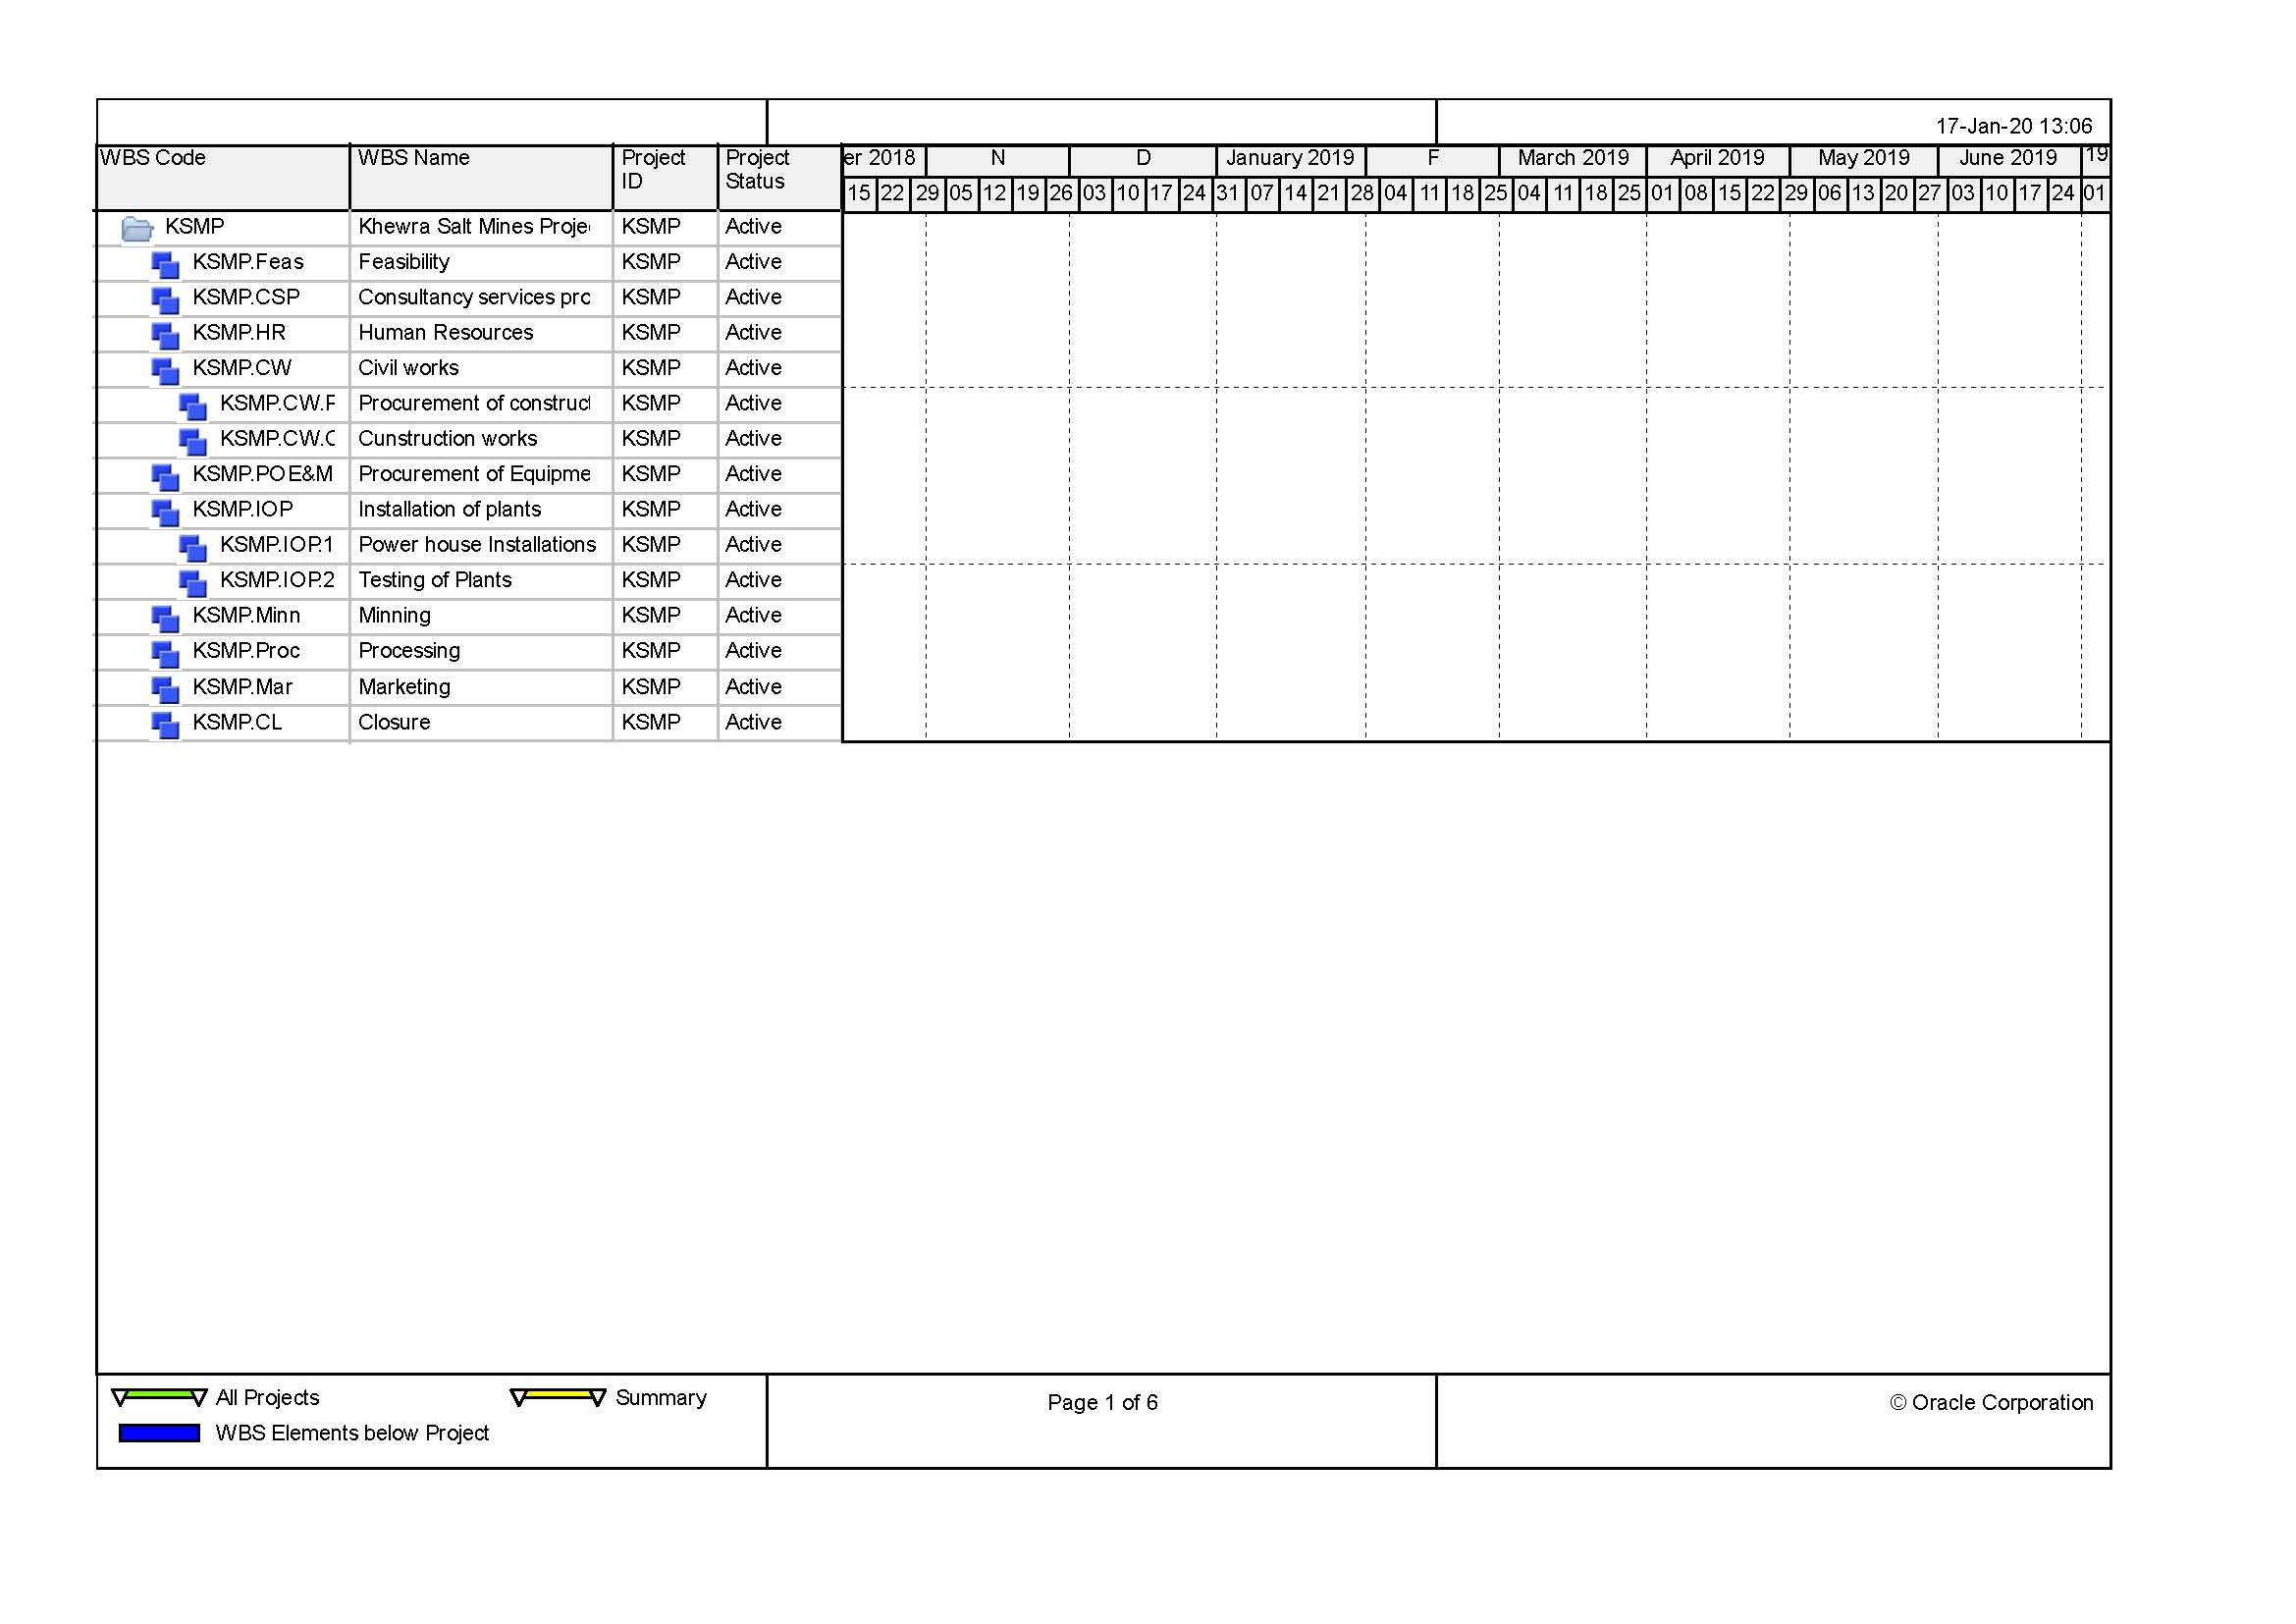 17-Jan-20 13:06
WBS Code WBS Name Project ID Project Status er 2018 N D January 2019 F March 2019 April 2019 May 2019 June 2019 19
15 22 29 05 12 19 26 03 10 17 24 31 07 14 21 28 04 11 18 25 04 11 18 25 01 08 15 22 29 06 13 20 27 03 10 17 24 01
KSMP Khewra Salt Mines Proje KSMP Active
KSMP.Feas Feasibility KSMP Active
KSMP.CSP Consultancy services pro KSMP Active
KSMP.HR Human Resources KSMP Active
KSMP.CW Civil works KSMP Active
KSMP.CW.P Procurement of construct KSMP Active
KSMP.CW.C Cunstruction works KSMP Active
KSMP.POE&M Procurement of Equipme KSMP Active
KSMP.IOP Installation of plants KSMP Active
KSMP.IOP.1 Power house Installations KSMP Active
KSMP.IOP.2 Testing of Plants KSMP Active
KSMP.Minn Minning KSMP Active
KSMP.Proc Processing KSMP Active
KSMP.Mar Marketing KSMP Active
KSMP.CL Closure KSMP Active
All Projects Summary Page 1 of 6 © Oracle Corporation
WBS Elements below Project